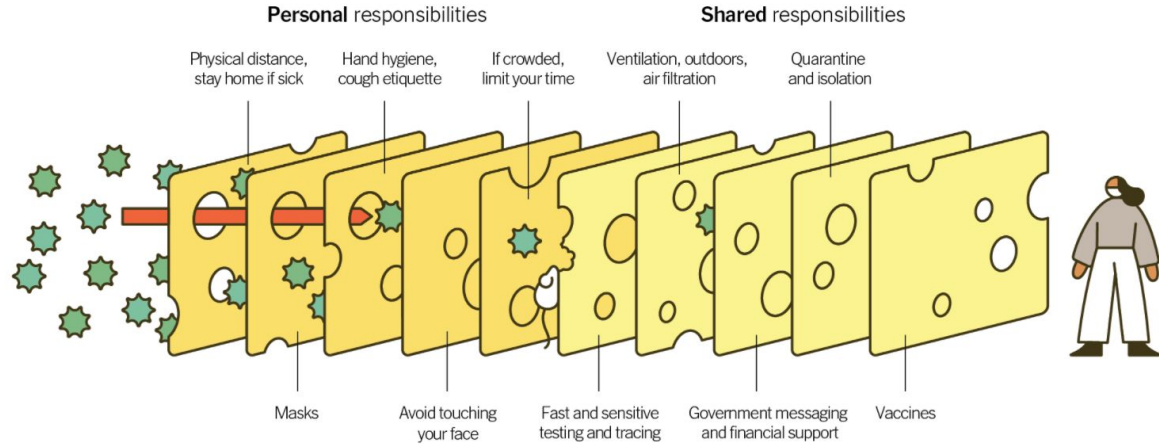 Personal responsibilities
Shared responsibilities
Physical distance,
stay home if sick
Hand hygiene,
cough etiquette
If crowded,
limit your time
Ventilation, outdoors,
air filtration
Quarantine
and isolation
Masks
Avoid touching
your face
Fast and sensitive
testing and tracing
Government messaging
and financial support
Vaccines